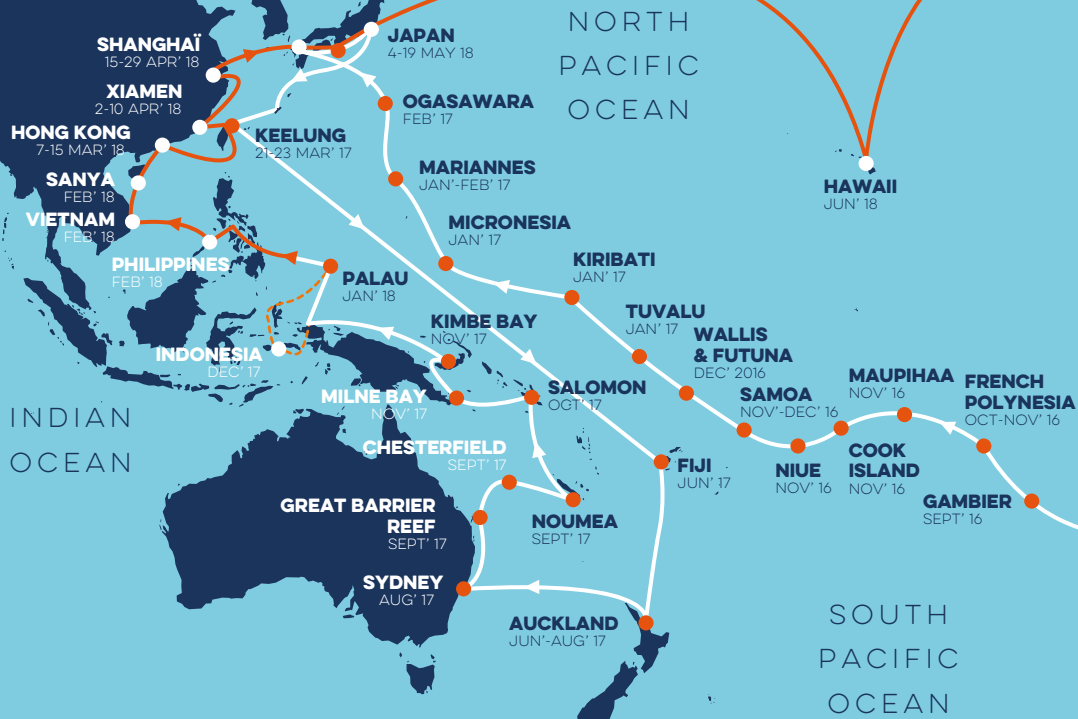 NORTH
PACIFIC
OCEAN
SHANGHAÏ
15-29 APR' 18
JAPAN
4-19 MAY 18
XIAMEN
2-10 APR' 18
OGASAWARA
FEB' 17
HONG KONG
7-15 MAR' 18
KEELUNG
21-23 MAR' 17
SANYA
FEB' 18
MARIANNES
JAN'-FEB' 17
HAWAII
JUN' 18
VIETNAM
FEB' 18
MICRONESIA
JAN' 17
PHILIPPINES
FEB' 18
PALAU
JAN' 18
KIRIBATI
JAN' 17
TUVALU
JAN' 17
KIMBE BAY
NOV' 17
WALLIS
& FUTUNA
DEC' 2016
INDONESIA
DEC' 17
MILNE BAY
NOV' 17
SALOMON
OCT' 17
SAMOA
NOV'-DEC' 16
MAUPIHAA
NOV' 16
FRENCH
POLYNESIA
OCT-NOV' 16
INDIAN
OCEAN
CHESTERFIELD
SEPT' 17
FIJI
JUN' 17
NIUE
NOV' 16
COOK
ISLAND
NOV' 16
GAMBIER
SEPT' 16
GREAT BARRIER
REEF
SEPT' 17
NOUMEA
SEPT' 17
SYDNEY
AUG' 17
AUCKLAND
JUN'-AUG' 17
SOUTH
PACIFIC
OCEAN